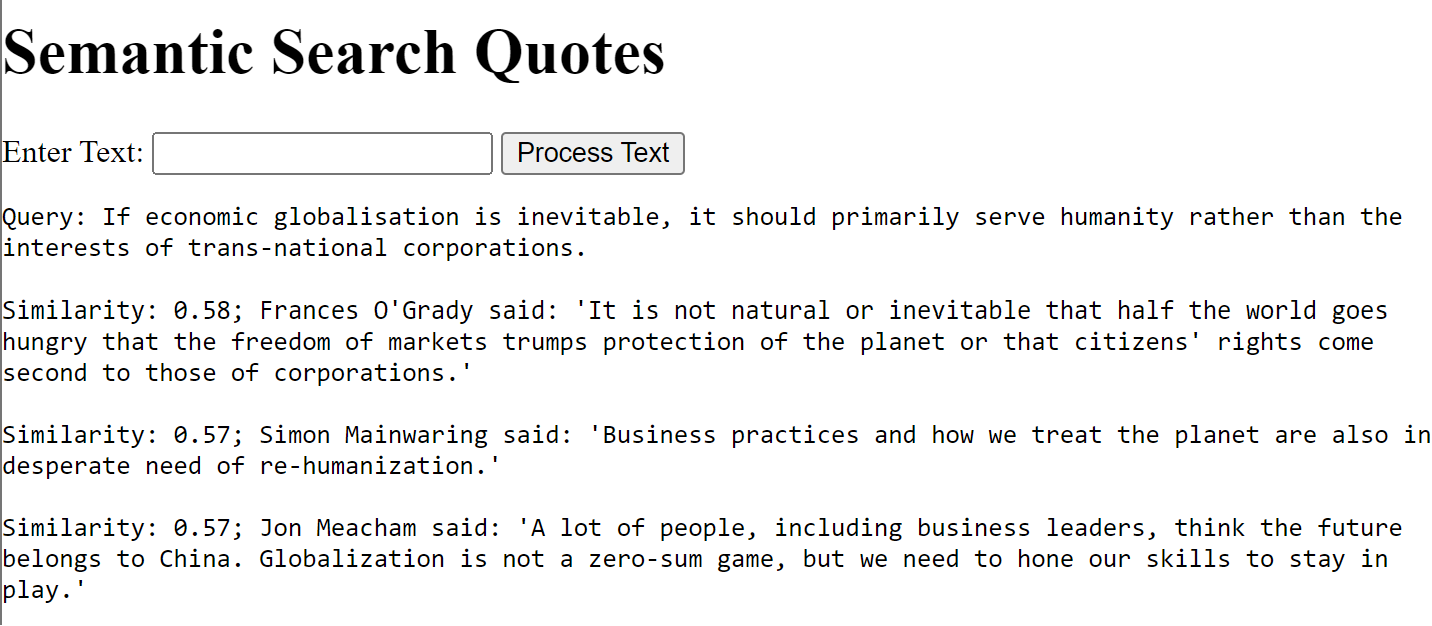 Semantic Search Quotes
Enter Text: Process Text
Query: If economic globalisation is inevitable, it should primarily serve humanity rather than the
interests of trans-national corporations.
Similarity: 0.58; Frances O'Grady said: 'It is not natural or inevitable that half the world goes
hungry that the freedom of markets trumps protection of the planet or that citizens' rights come
second to those of corporations.'
Similarity: 0.57; Simon Mainwaring said: 'Business practices and how we treat the planet are also in
desperate need of re-humanization.'
Similarity: 0.57; Jon Meacham said: 'A lot of people, including business leaders, think the future
belongs to China. Globalization is not a zero-sum game, but we need to hone our skills to stay in
play.'